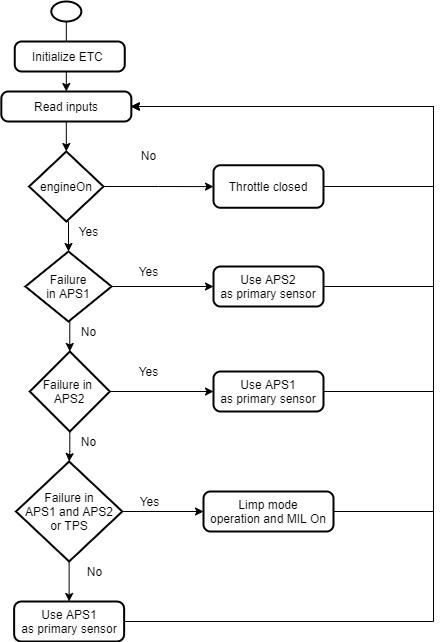 Initialize ETC
Read inputs
engineOn
No
Throttle closed
Yes
Failure
in APS1
Yes
Use APS2
as primary sensor
No
Failure in
APS2
Yes
Use APS1
as primary sensor
No
Failure in
APS1 and APS2
or TPS
Yes
Limp mode
operation and MIL On
No
Use APS1
as primary sensor